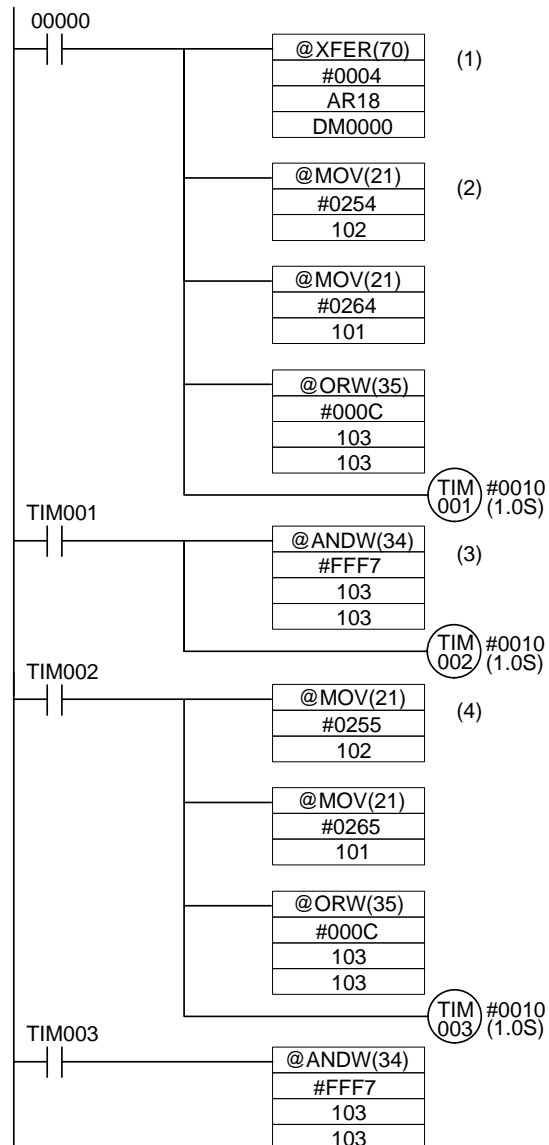 00000
@XFER(70) (1)
#0004
AR18
DM0000
@MOV(21) (2)
#0254
102
@MOV(21)
#0264
101
@ORW(35)
#000C
103
103
TIM 001 #0010 (1.0S)
TIM001
@ANDW(34) (3)
#FFF7
103
103
TIM 002 #0010 (1.0S)
TIM002
@MOV(21) (4)
#0255
102
@MOV(21)
#0265
101
@ORW(35)
#000C
103
103
TIM 003 #0010 (1.0S)
TIM003
@ANDW(34)
#FFF7
103
103